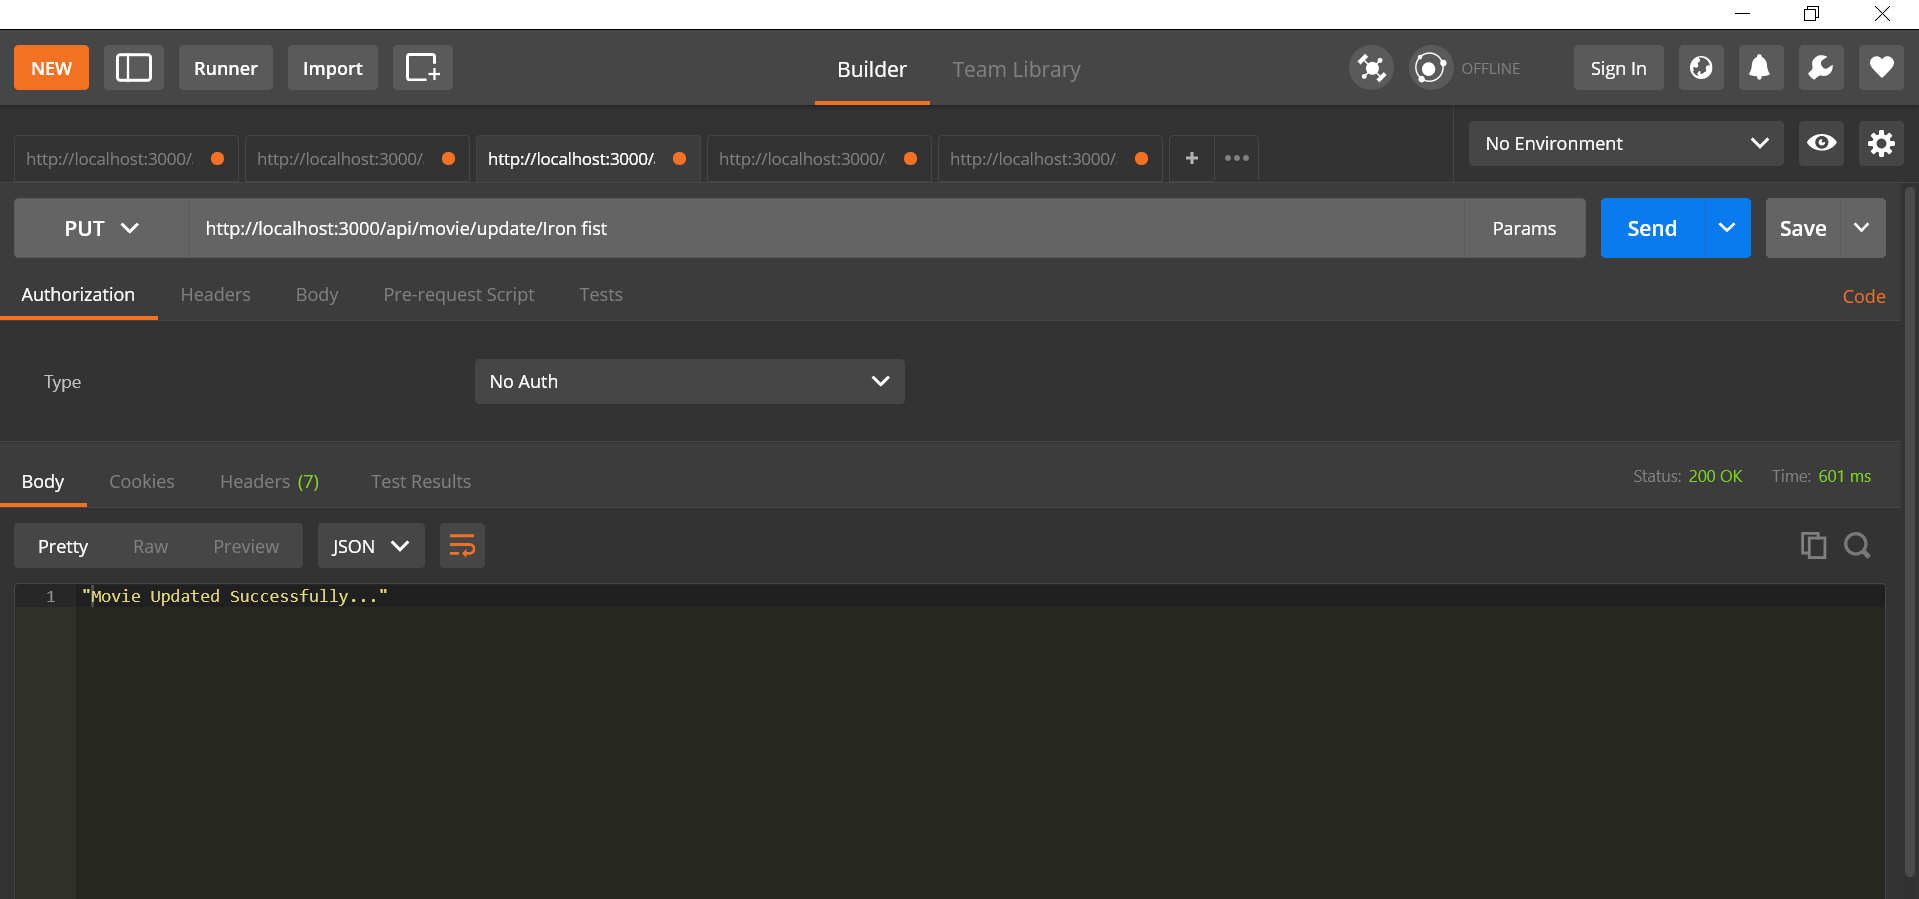 NEW Runner Import Builder Team Library OFFLINE Sign In
http://localhost:3000/ http://localhost:3000/ http://localhost:3000/ http://localhost:3000/ http://localhost:3000/ + ••• No Environment
PUT http://localhost:3000/api/movie/update/Iron fist Params Send Save
Authorization Headers Body Pre-request Script Tests Code
Type No Auth
Body Cookies Headers (7) Test Results Status: 200 OK Time: 601 ms
Pretty Raw Preview JSON
1 "Movie Updated Successfully..."